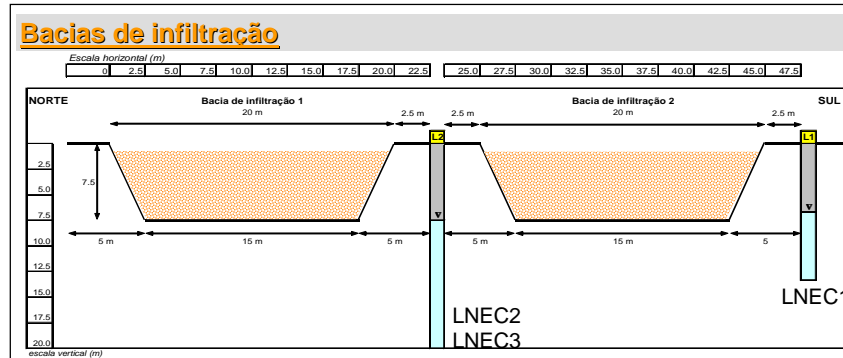 Bacias de infiltração
Escala horizontal (m)
0 2.5 5.0 7.5 10.0 12.5 15.0 17.5 20.0 22.5 25.0 27.5 30.0 32.5 35.0 37.5 40.0 42.5 45.0 47.5
NORTE Bacia de infiltração 1 Bacia de infiltração 2 SUL
20 m 2.5 m 2.5 m 20 m 2.5 m
L2 L1
2.5
5.0
7.5
7.5
10.0
12.5
15.0
17.5
20.0
5 m 15 m 5 m 5 m 15 m 5
LNEC1
LNEC2
LNEC3
escala vertical (m)